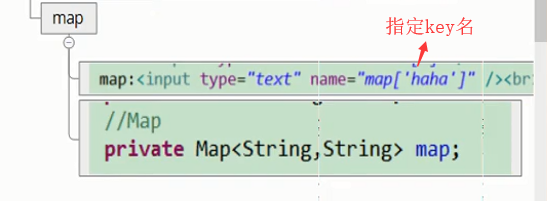 map
指定key名
map:<input type="text" name="map['haha']" /><br
//Map
private Map<String,String> map;